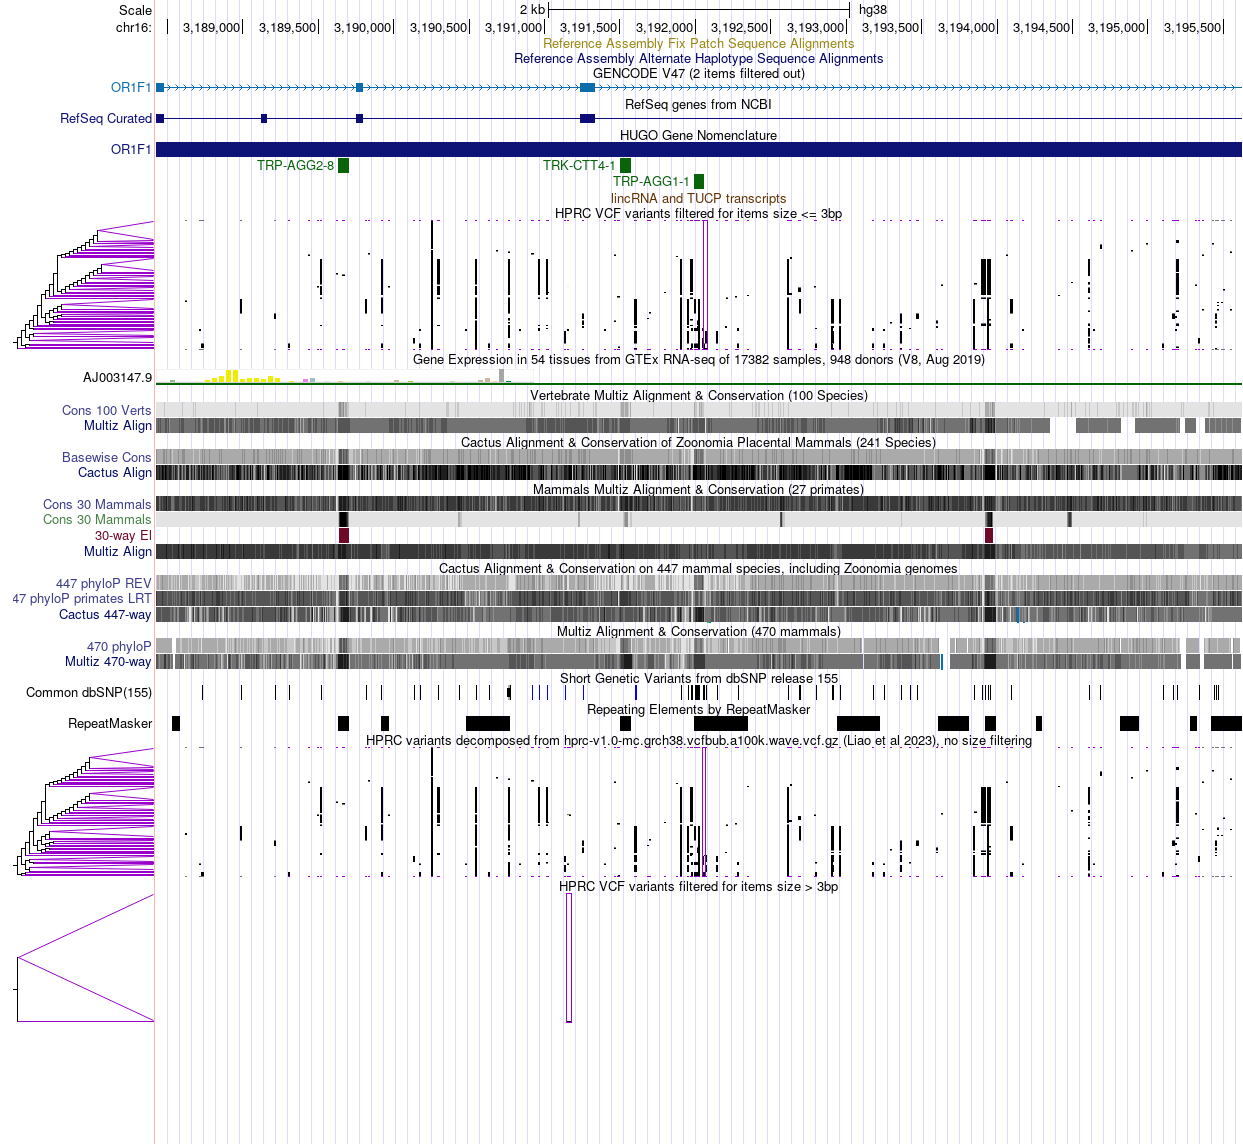 Scale 2 kb hg38
chr16: 3,189,000 3,189,500 3,190,000 3,190,500 3,191,000 3,191,500 3,192,000 3,192,500 3,193,000 3,193,500 3,194,000 3,194,500 3,195,000 3,195,500
Reference Assembly Fix Patch Sequence Alignments
Reference Assembly Alternate Haplotype Sequence Alignments
GENCODE V47 (2 items filtered out)
OR1F1
RefSeq genes from NCBI
RefSeq Curated
HUGO Gene Nomenclature
OR1F1
TRP-AGG2-8 TRK-CTT4-1
TRP-AGG1-1
lincRNA and TUCP transcripts
HPRC VCF variants filtered for items size <= 3bp
Gene Expression in 54 tissues from GTEx RNA-seq of 17382 samples, 948 donors (V8, Aug 2019)
AJ003147.9
Vertebrate Multiz Alignment & Conservation (100 Species)
Cons 100 Verts
Multiz Align
Cactus Alignment & Conservation of Zoonomia Placental Mammals (241 Species)
Basewise Cons
Cactus Align
Mammals Multiz Alignment & Conservation (27 primates)
Cons 30 Mammals
Cons 30 Mammals
30-way El
Multiz Align
Cactus Alignment & Conservation on 447 mammal species, including Zoonomia genomes
447 phyloP REV
47 phyloP primates LRT
Cactus 447-way
Multiz Alignment & Conservation (470 mammals)
470 phyloP
Multiz 470-way
Short Genetic Variants from dbSNP release 155
Common dbSNP(155)
Repeating Elements by RepeatMasker
RepeatMasker
HPRC variants decomposed from hprc-v1.0-mc.grch38.vcfbub.a100k.wave.vcf.gz (Liao et al 2023), no size filtering
HPRC VCF variants filtered for items size > 3bp